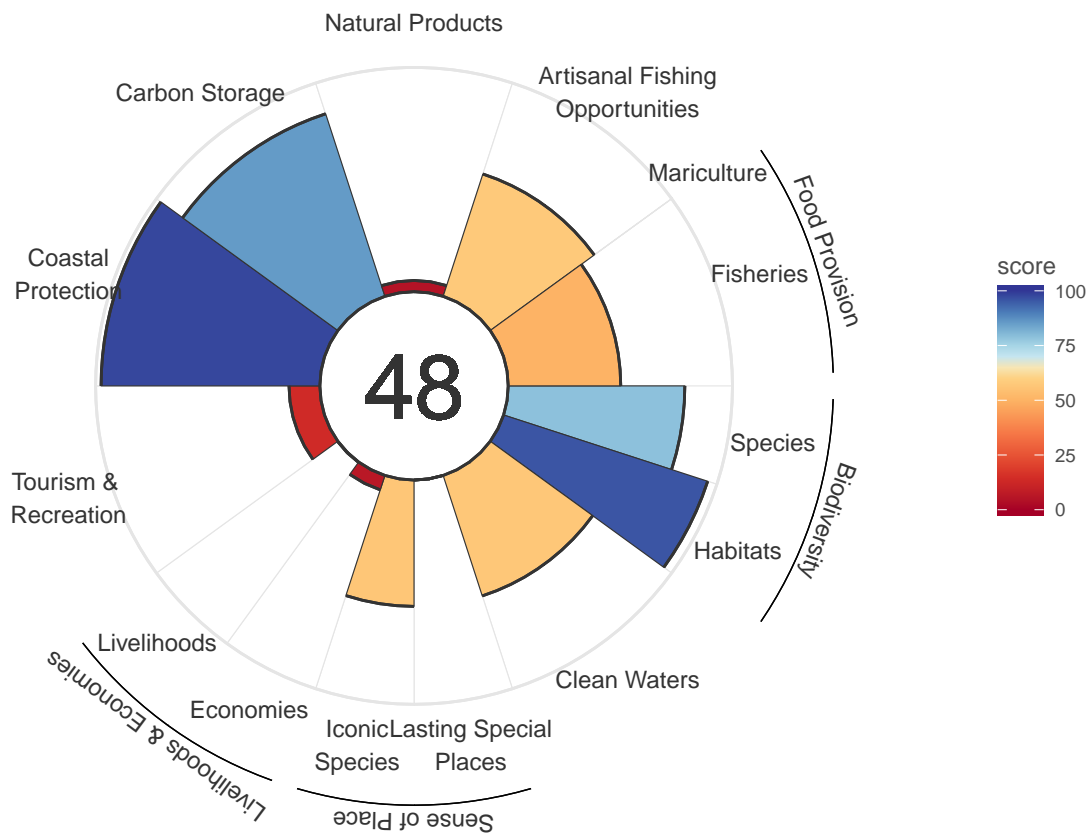 Natural Products
Artisanal Fishing
Opportunities
Carbon Storage
Mariculture
Food Provision
Coastal
Protection
Fisheries
score
100
75
50
25
0
48
Species
Biodiversity
Tourism &
Recreation
Habitats
Livelihoods
Clean Waters
Livelihoods & Economies
Economies
Iconic
Species
Lasting Special
Places
Sense of Place